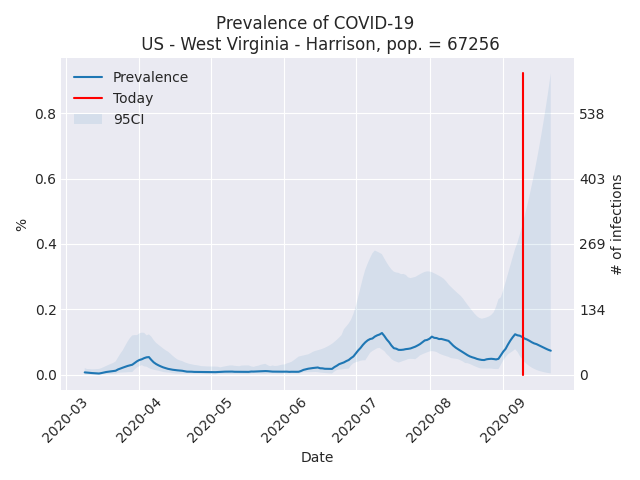 Prevalence of COVID-19
US - West Virginia - Harrison, pop. = 67256
Prevalence
Today
95CI
0.8
0.6
0.4
0.2
0.0
%
538
403
269
134
0
# of infections
2020-03
2020-04
2020-05
2020-06
2020-07
2020-08
2020-09
Date